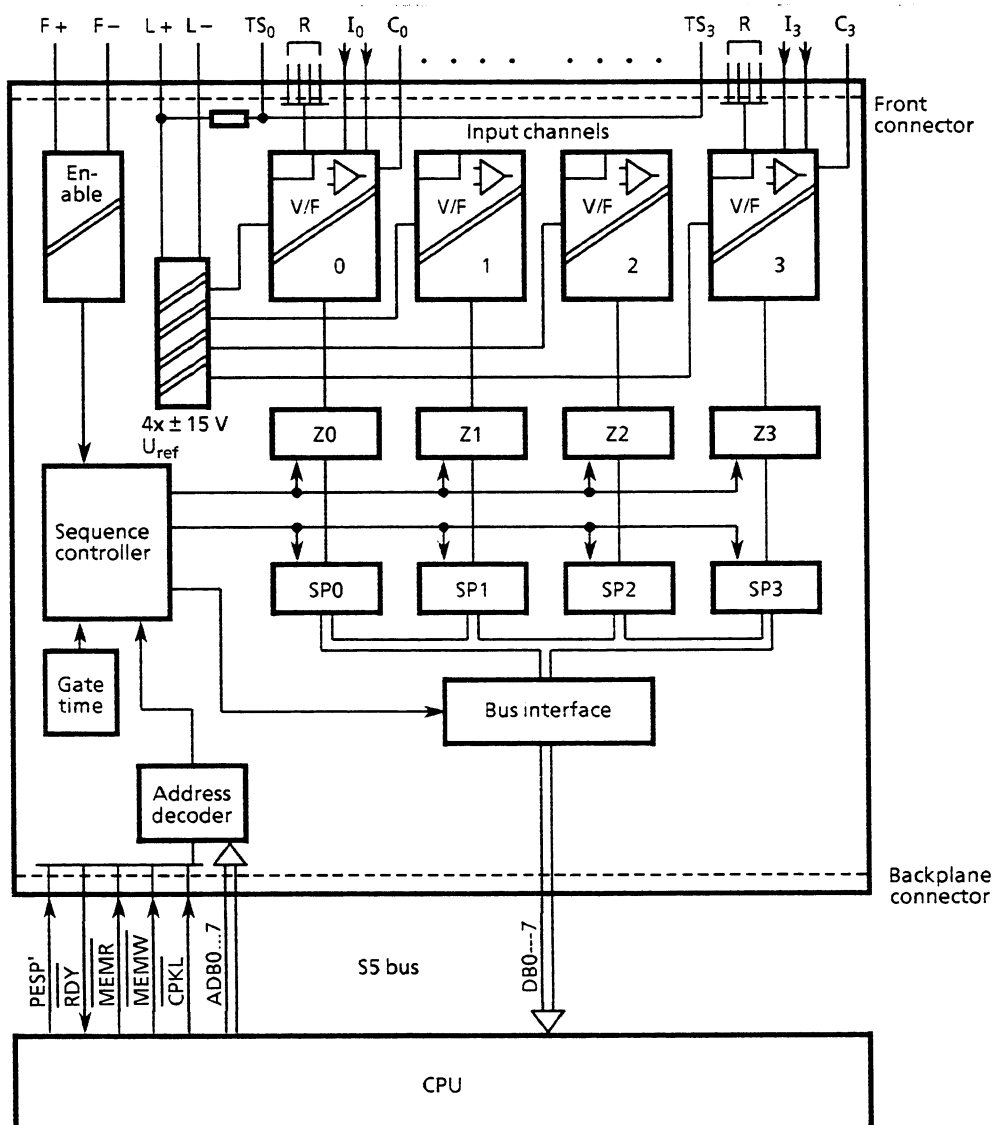 F+ F− L+ L− TS0 R I0 C0 TS3 R I3 C3
Front
connector
Input channels
En-
able
V/F V/F V/F V/F
0 1 2 3
4x ± 15 V
Uref
Z0 Z1 Z2 Z3
Sequence
controller
SP0 SP1 SP2 SP3
Gate
time
Bus interface
Address
decoder
Backplane
connector
PESP'
RDY
MEMR
MEMW
CPKL
ADB0...7
S5 bus
DB0---7
CPU